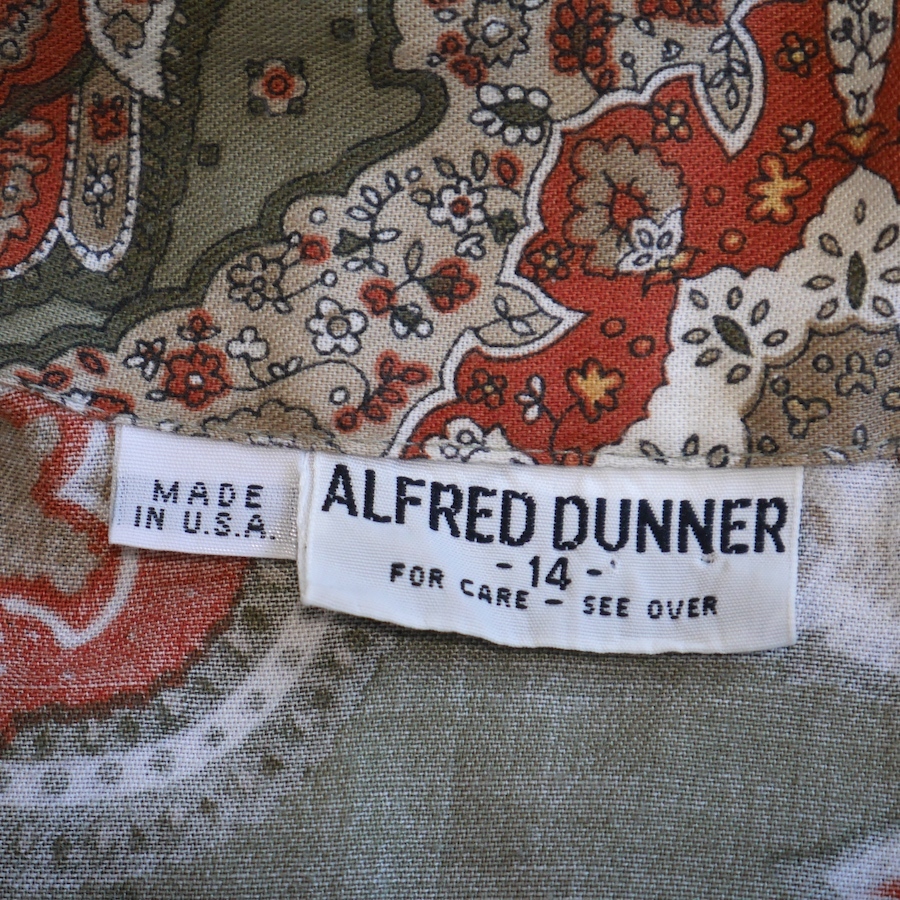 MADE
IN U.S.A.
ALFRED DUNNER
- 14 -
FOR CARE - SEE OVER